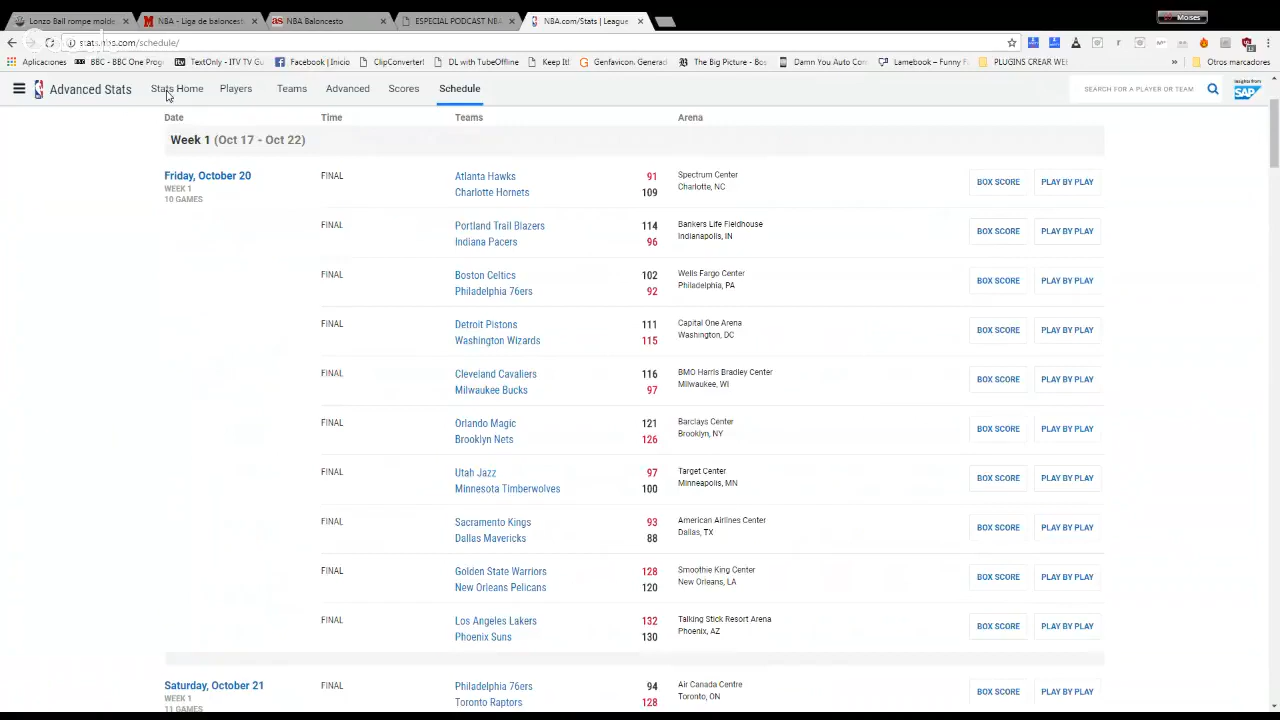 Lonzo Ball rompe molde
NBA - Liga de balonces
NBA Baloncesto
ESPECIAL PODCAST NBA
NBA.com/Stats | League
Moises
stats.nba.com/schedule/
Aplicaciones
BBC - BBC One Prog
TextOnly - ITV TV Gu
Facebook | Inicio
ClipConverter!
DL with TubeOffline
Keep It!
Genfavicon. Generad
The Big Picture - Bos
Damn You Auto Com
Lamebook – Funny F
PLUGINS CREAR WE
Otros marcadores
Advanced Stats
Stats Home
Players
Teams
Advanced
Scores
Schedule
SEARCH FOR A PLAYER OR TEAM
Insights from
SAP
Date Time Teams Arena
Week 1 (Oct 17 - Oct 22)
Friday, October 20
WEEK 1
10 GAMES
FINAL
Atlanta Hawks 91
Charlotte Hornets 109
Spectrum Center
Charlotte, NC
BOX SCORE PLAY BY PLAY
FINAL
Portland Trail Blazers 114
Indiana Pacers 96
Bankers Life Fieldhouse
Indianapolis, IN
BOX SCORE PLAY BY PLAY
FINAL
Boston Celtics 102
Philadelphia 76ers 92
Wells Fargo Center
Philadelphia, PA
BOX SCORE PLAY BY PLAY
FINAL
Detroit Pistons 111
Washington Wizards 115
Capital One Arena
Washington, DC
BOX SCORE PLAY BY PLAY
FINAL
Cleveland Cavaliers 116
Milwaukee Bucks 97
BMO Harris Bradley Center
Milwaukee, WI
BOX SCORE PLAY BY PLAY
FINAL
Orlando Magic 121
Brooklyn Nets 126
Barclays Center
Brooklyn, NY
BOX SCORE PLAY BY PLAY
FINAL
Utah Jazz 97
Minnesota Timberwolves 100
Target Center
Minneapolis, MN
BOX SCORE PLAY BY PLAY
FINAL
Sacramento Kings 93
Dallas Mavericks 88
American Airlines Center
Dallas, TX
BOX SCORE PLAY BY PLAY
FINAL
Golden State Warriors 128
New Orleans Pelicans 120
Smoothie King Center
New Orleans, LA
BOX SCORE PLAY BY PLAY
FINAL
Los Angeles Lakers 132
Phoenix Suns 130
Talking Stick Resort Arena
Phoenix, AZ
BOX SCORE PLAY BY PLAY
Saturday, October 21
WEEK 1
11 GAMES
FINAL
Philadelphia 76ers 94
Toronto Raptors 128
Air Canada Centre
Toronto, ON
BOX SCORE PLAY BY PLAY